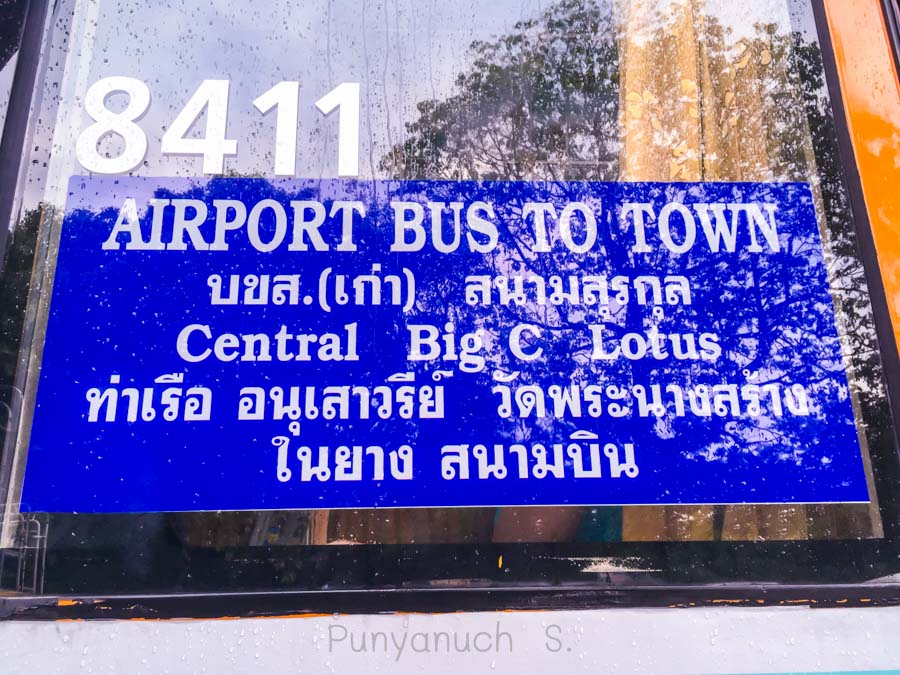 8411
AIRPORT BUS TO TOWN
บขส.(เก่า) สนามสุรกุล
Central Big C Lotus
ท่าเรือ อนุเสาวรีย์ วัดพระนางสร้าง
ในยาง สนามบิน
Punyanuch S.